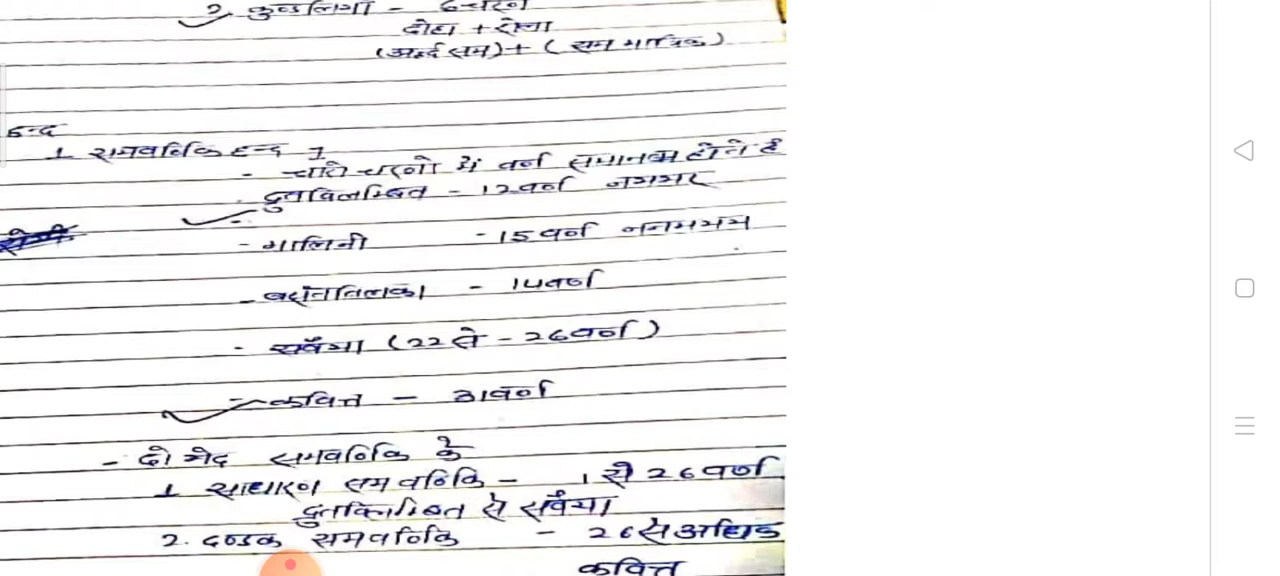 2. कुण्डलिया - 6 चरण
दोहा + रोला
(अर्द्ध सम) + (सम मात्रिक)
छन्द
1 समवर्णिक छन्द -
- चारो चरणो में वर्ण समान होते है
द्रुतविलम्बित - 12 वर्ण नभभर
- मालिनी - 15 वर्ण ननमयय
- वसंततिलका - 14 वर्ण
- सवैया (22 से - 26 वर्ण)
- कवित्त - 31 वर्ण
- दो भेद समवर्णिक के
1 साधारण समवर्णिक - 1 से 26 वर्ण
द्रुतविलम्बित से सवैया
2. दण्डक समवर्णिक - 26 से अधिक
कवित्त